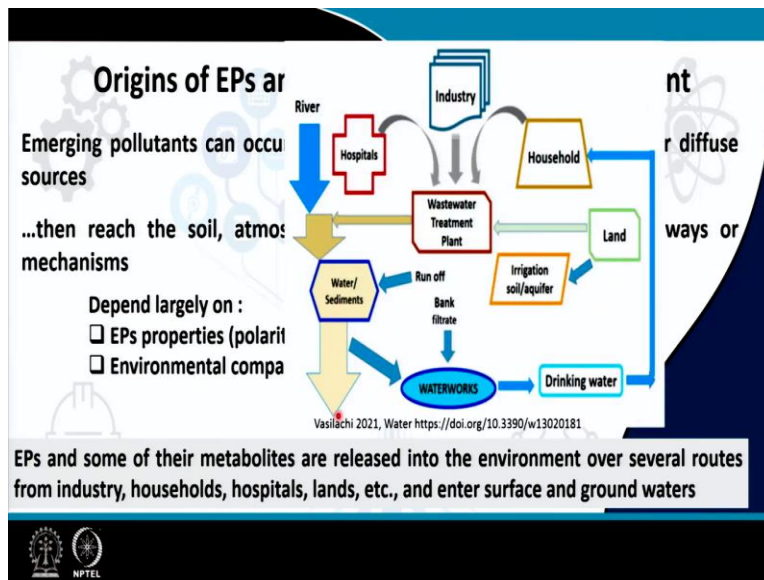 Origins of EPs
nt
Emerging pollutants can occu
r diffuse
sources
…then reach the soil, atmos
ways or
mechanisms
Depend largely on :
❑ EPs properties (polarit
❑ Environmental compa
River
Industry
Hospitals
Household
Wastewater
Treatment
Plant
Land
Water/
Sediments
Run off
Irrigation
soil/aquifer
Bank
filtrate
WATERWORKS
Drinking water
Vasilachi 2021, Water https://doi.org/10.3390/w13020181
EPs and some of their metabolites are released into the environment over several routes
from industry, households, hospitals, lands, etc., and enter surface and ground waters
NPTEL